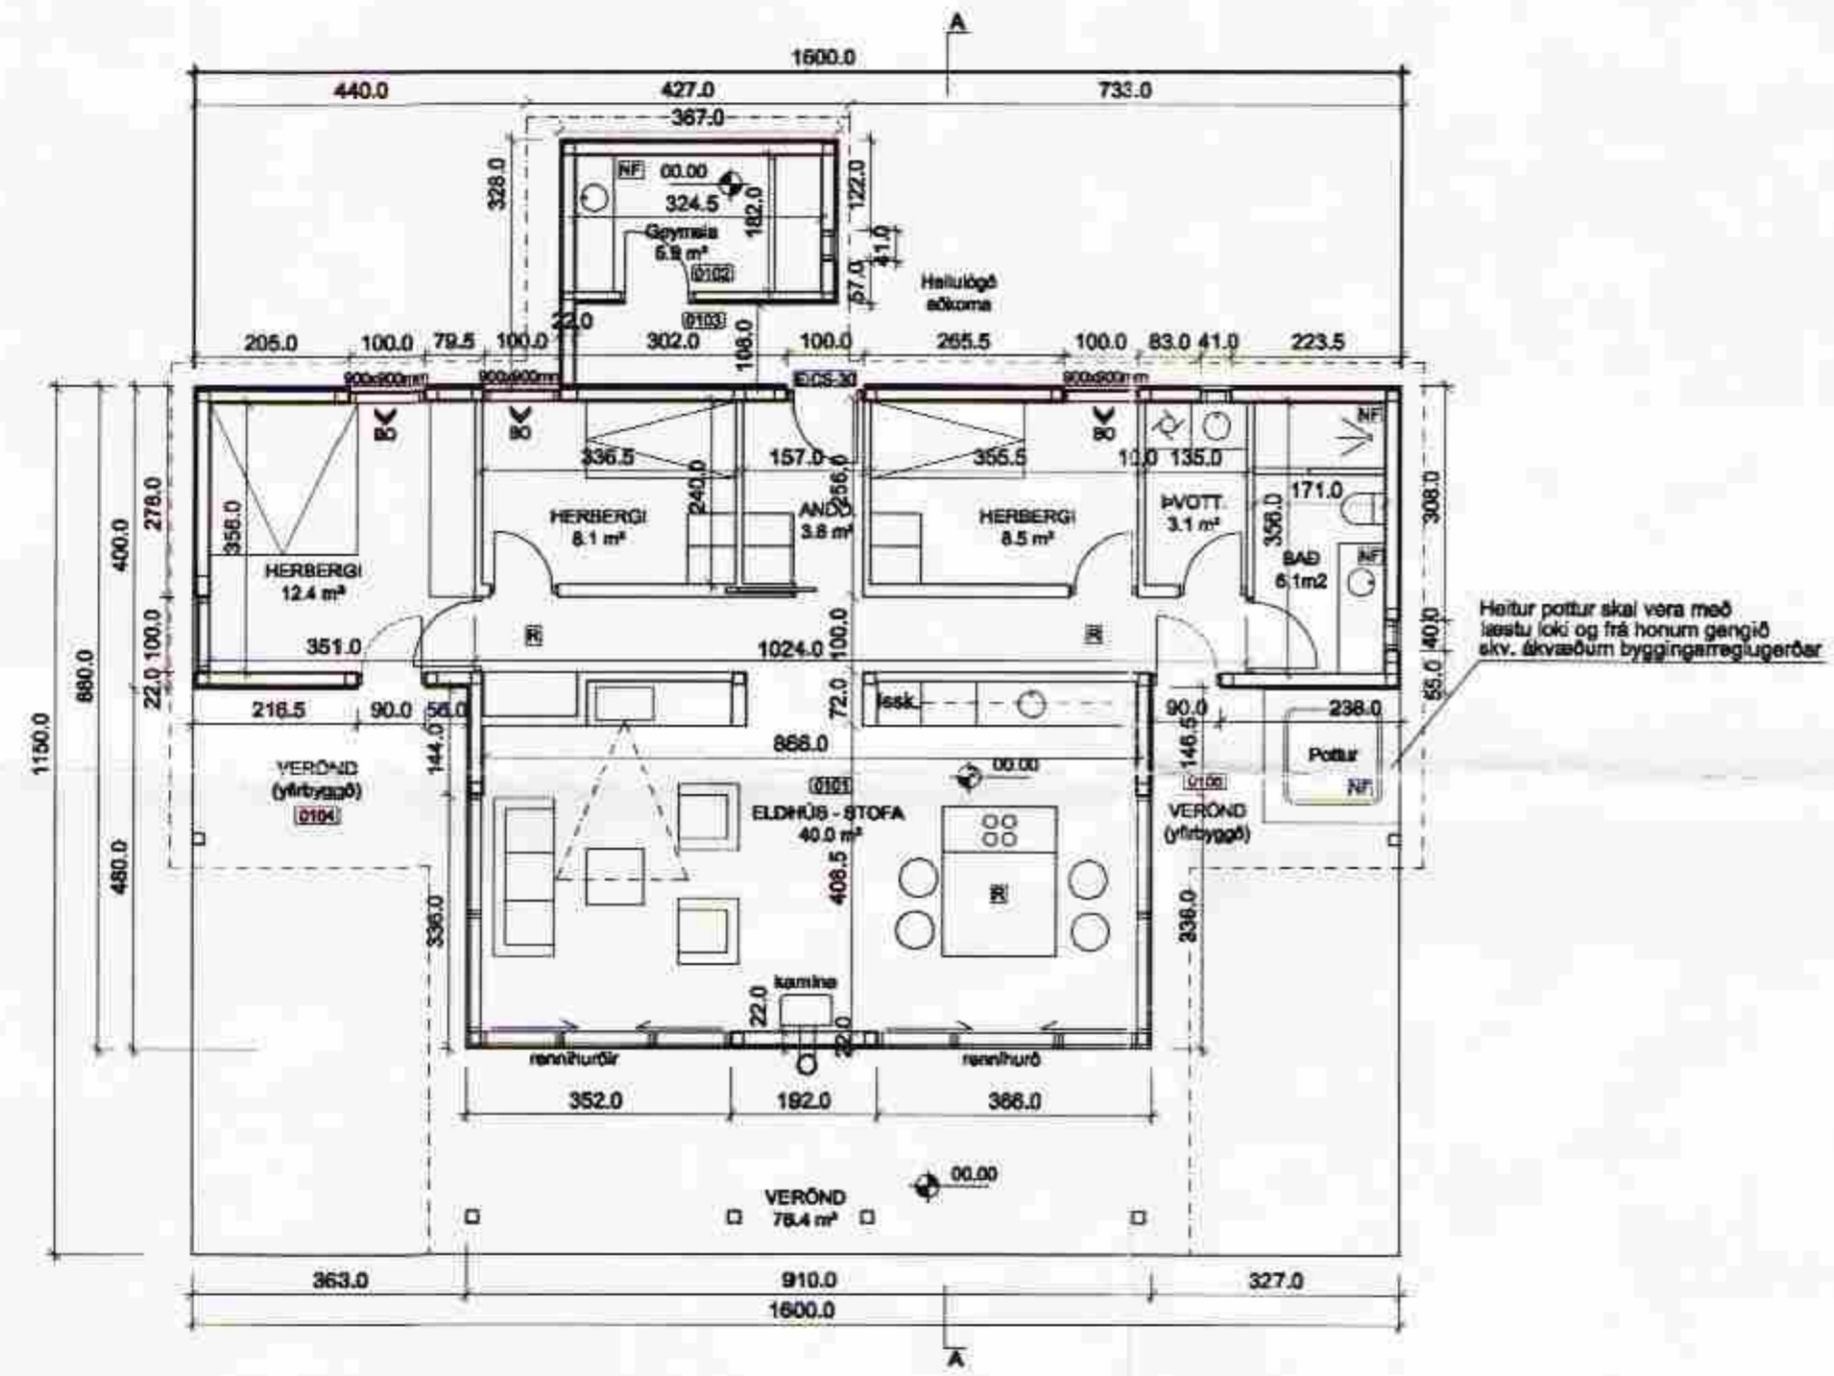 A
1600.0
440.0
427.0
733.0
367.0
328.0
NF
00.00
324.5
182.0
122.0
41.0
57.0
Geymsla
0102
Hellulögð
aðkoma
205.0
100.0
79.5
100.0
22.0
302.0
0103
108.0
100.0
265.5
100.0
83.0
41.0
223.5
900x900mm
900x900mm
EICS-30
900x900mm
BO
BO
BO
NF
336.5
157.0
355.5
10.0
135.0
171.0
278.0
400.0
356.0
240.0
256.0
356.0
308.0
HERBERGI
8.1 m²
AND.
3.8 m²
HERBERGI
8.5 m²
ÞVOTT.
3.1 m²
HERBERGI
12.4 m²
BAÐ
6.1m2
NF
Heitur pottur skal vera með
læstu loki og frá honum gengið
skv. ákvæðum byggingarreglugerðar
100.0
22.0
351.0
R
1024.0
100.0
R
40.0
55.0
880.0
1150.0
216.5
90.0
56.0
72.0
Issk.
90.0
238.0
144.0
866.0
146.5
Pottur
NF
VERÖND
(yfirbyggð)
0104
0101
00.00
ELDHÚS - STOFA
40.0 m²
VERÖND
(yfirbyggð)
480.0
336.0
408.5
R
336.0
kamina
22.0
22.0
rennihurðir
rennihurð
352.0
192.0
366.0
00.00
VERÖND
76.4 m²
363.0
910.0
327.0
1600.0
A